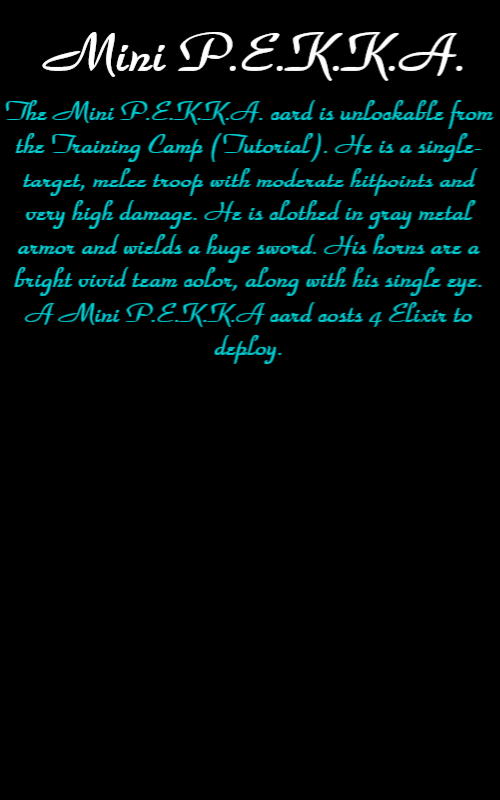 Mini P.E.K.K.A.
The Mini P.E.K.K.A. card is unlockable from
the Training Camp (Tutorial). He is a single-
target, melee troop with moderate hitpoints and
very high damage. He is clothed in gray metal
armor and wields a huge sword. His horns are a
bright vivid team color, along with his single eye.
A Mini P.E.K.K.A card costs 4 Elixir to
deploy.